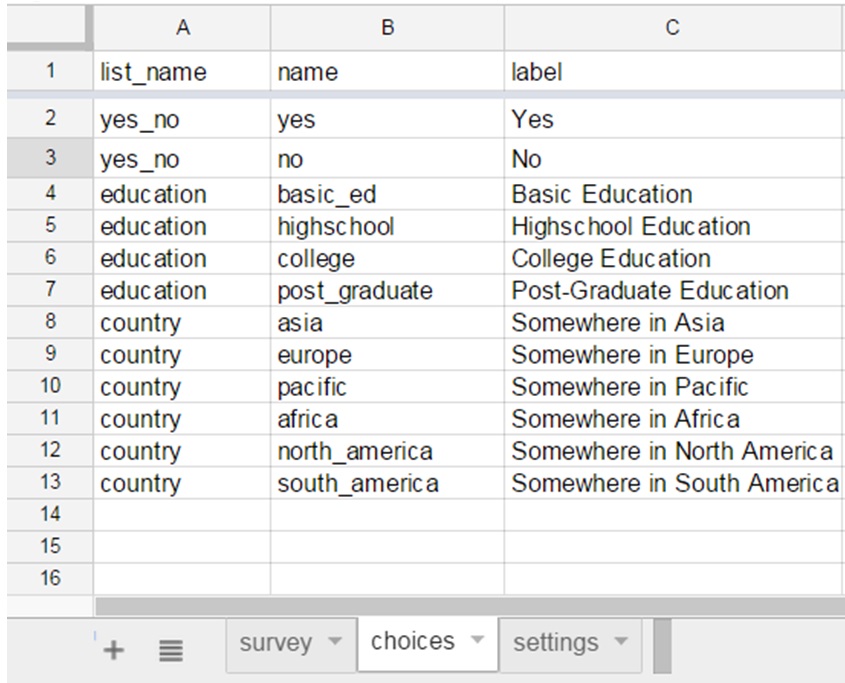 A B C
1 list_name name label
2 yes_no yes Yes
3 yes_no no No
4 education basic_ed Basic Education
5 education highschool Highschool Education
6 education college College Education
7 education post_graduate Post-Graduate Education
8 country asia Somewhere in Asia
9 country europe Somewhere in Europe
10 country pacific Somewhere in Pacific
11 country africa Somewhere in Africa
12 country north_america Somewhere in North America
13 country south_america Somewhere in South America
14
15
16
+ survey choices settings